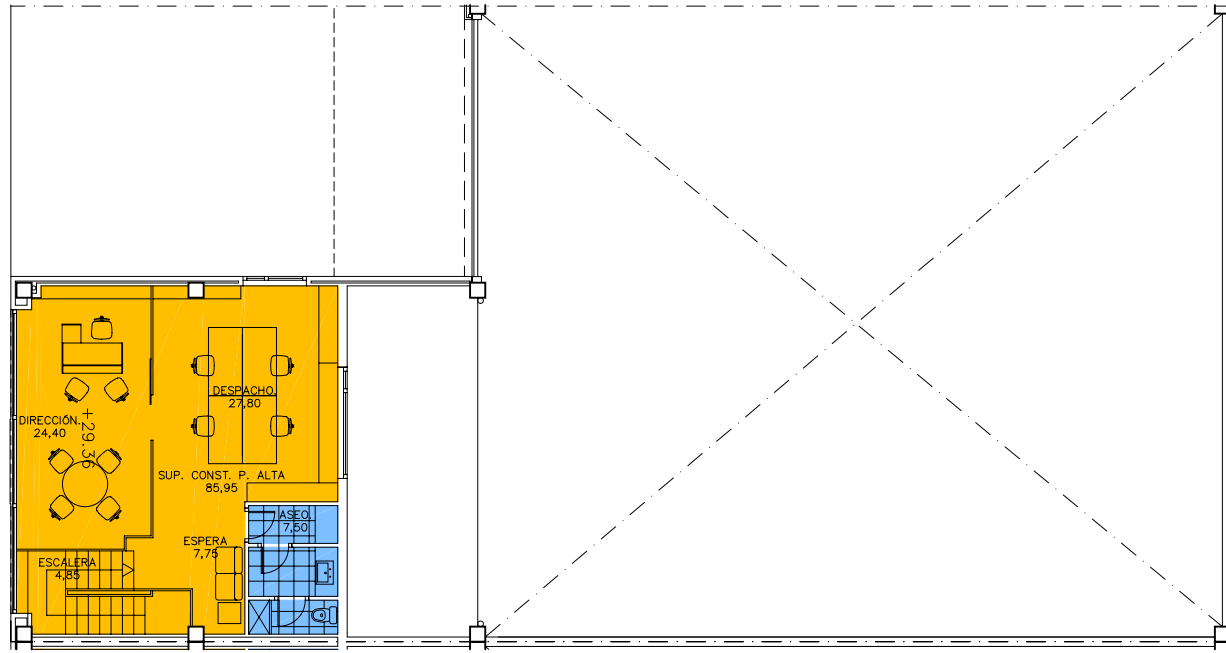 DESPACHO.
27,80
DIRECCIÓN.
24,40
+29.36
SUP. CONST. P. ALTA
85,95
ASEO.
7,50
ESPERA
7,75
ESCALERA
4,85